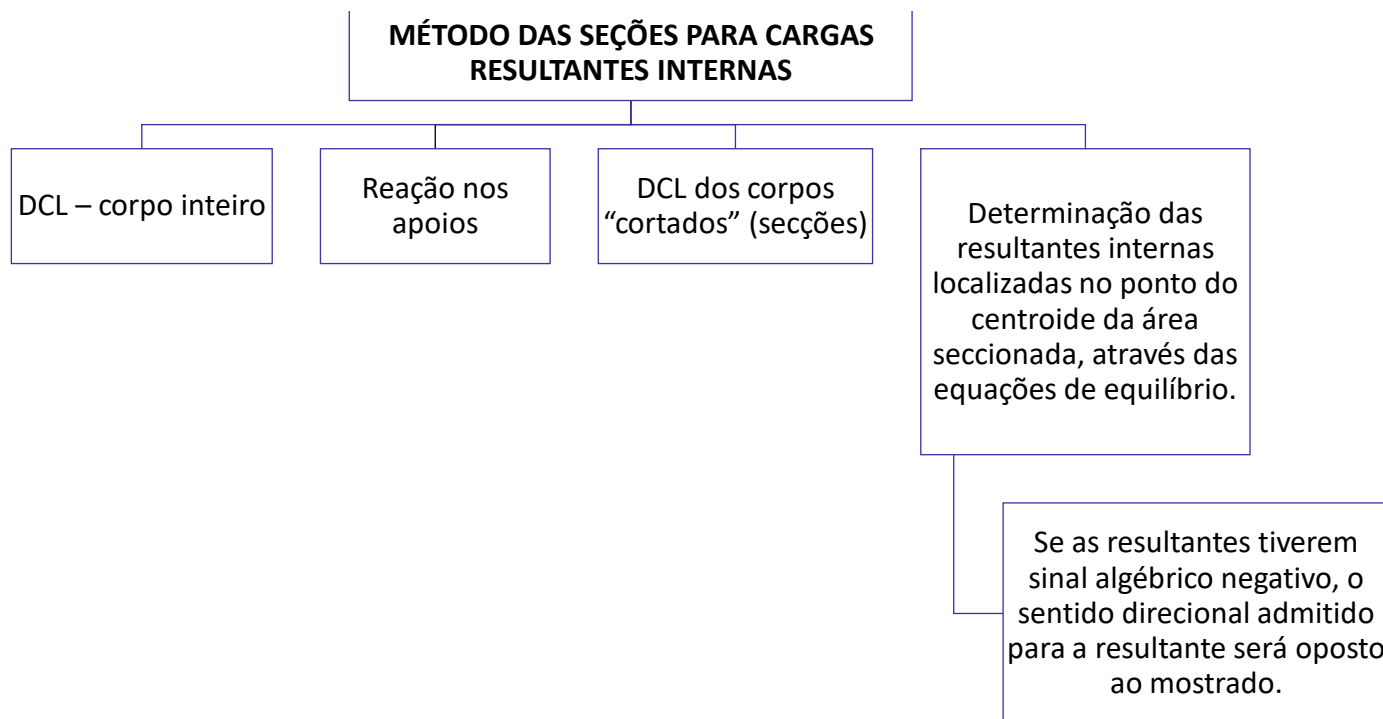 MÉTODO DAS SEÇÕES PARA CARGAS
RESULTANTES INTERNAS
DCL – corpo inteiro
Reação nos
apoios
DCL dos corpos
“cortados” (secções)
Determinação das
resultantes internas
localizadas no ponto do
centroide da área
seccionada, através das
equações de equilíbrio.
Se as resultantes tiverem
sinal algébrico negativo, o
sentido direcional admitido
para a resultante será oposto
ao mostrado.